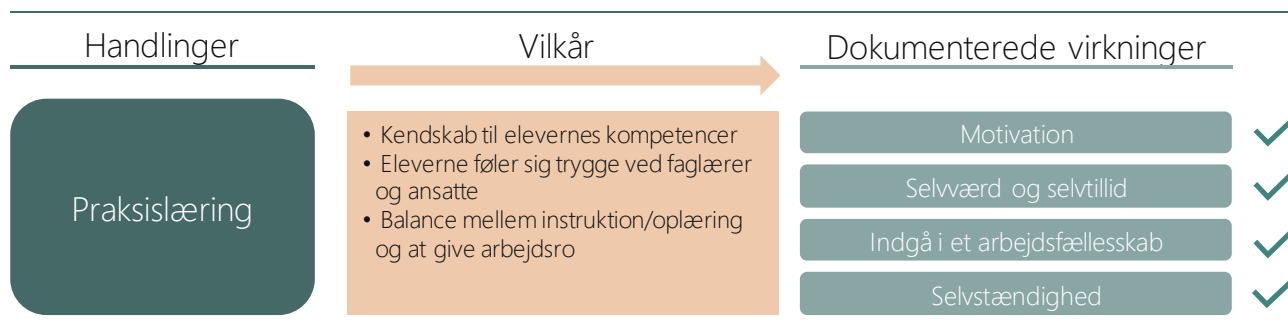 Handlinger
Vilkår
Dokumenterede virkninger
Praksislæring
• Kendskab til elevernes kompetencer
• Eleverne føler sig trygge ved faglærer
og ansatte
• Balance mellem instruktion/oplæring
og at give arbejdsro
Motivation
Selvværd og selvtillid
Indgå i et arbejdsfællesskab
Selvstændighed